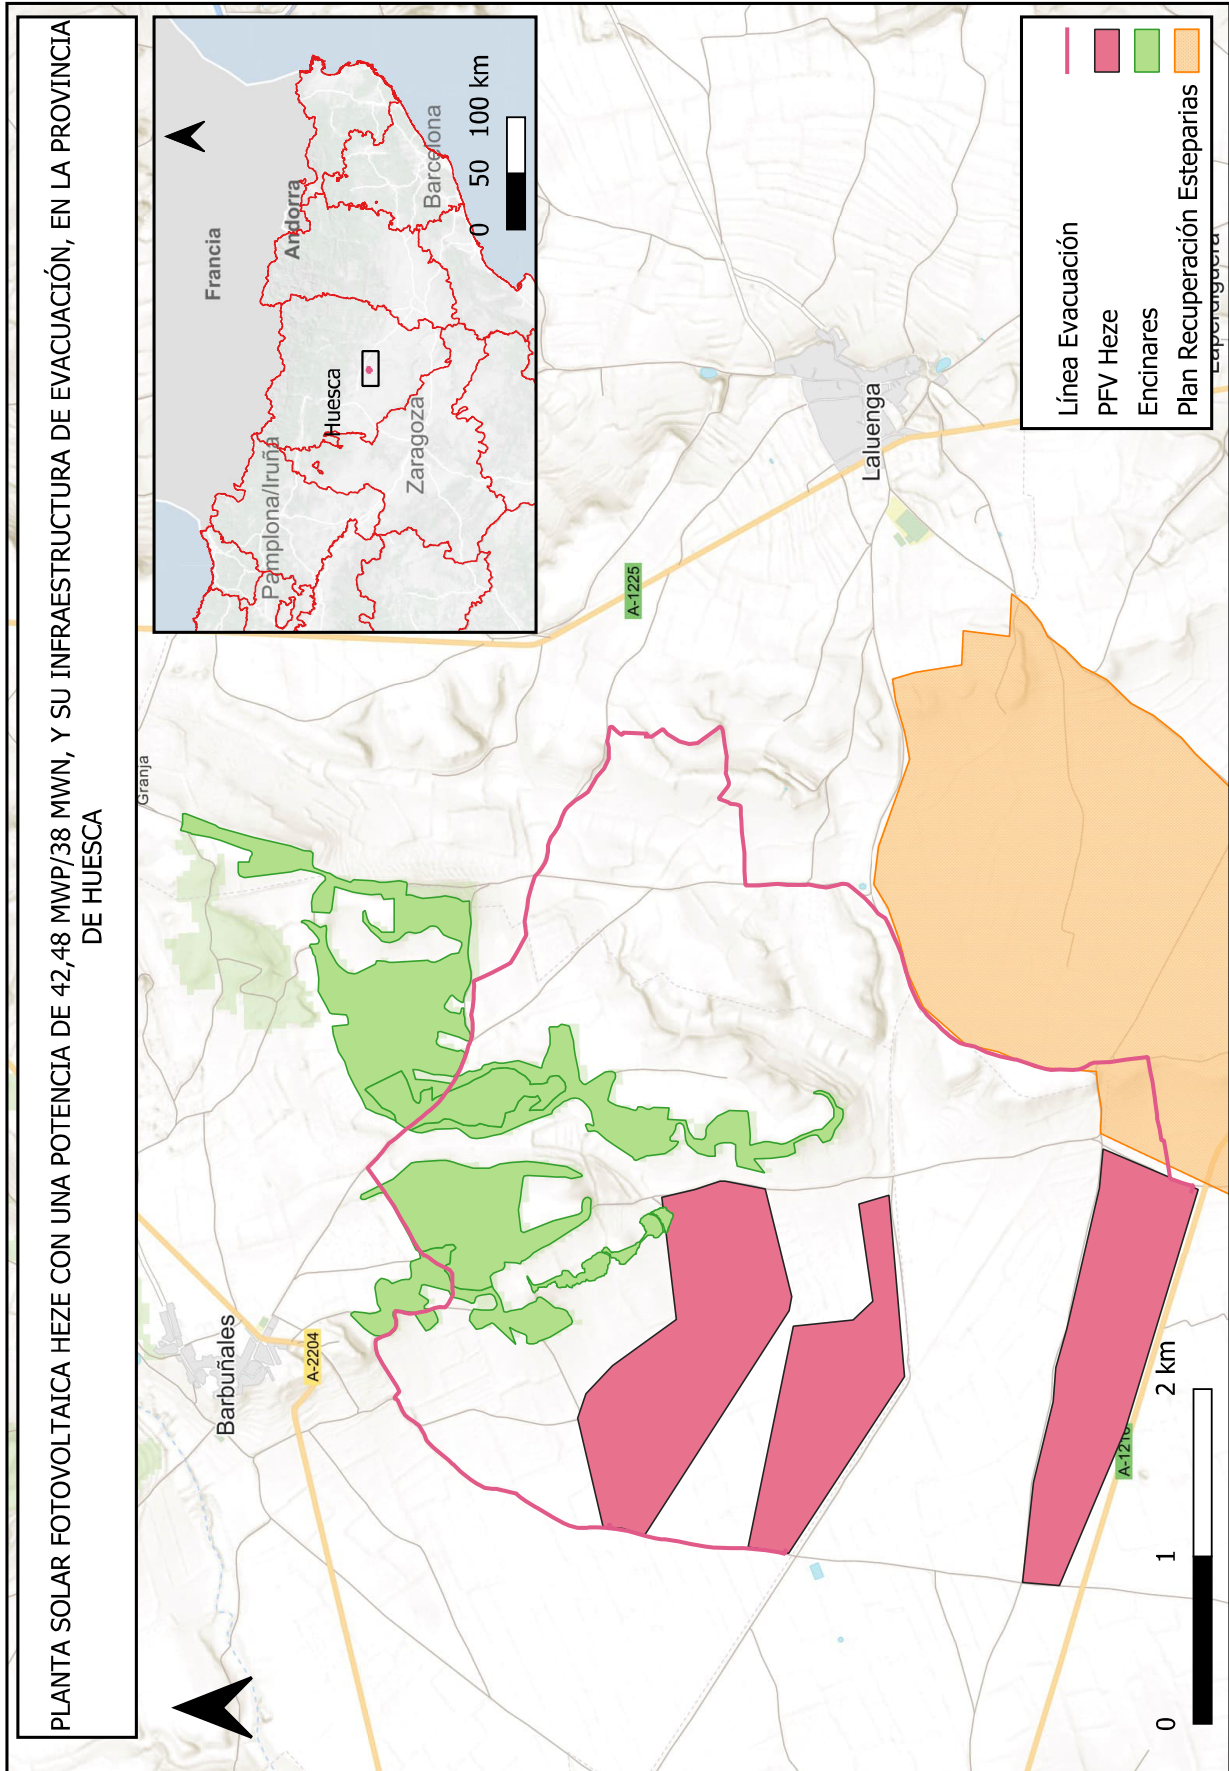 PLANTA SOLAR FOTOVOLTAICA HEZE CON UNA POTENCIA DE 42,48 MWP/38 MWN, Y SU INFRAESTRUCTURA DE EVACUACIÓN, EN LA PROVINCIA
DE HUESCA
Francia
Andorra
Pamplona/Iruña
Huesca
Zaragoza
Barcelona
0 50 100 km
Granja
Barbuñales
A-2204
A-1225
Laluenga
A-1216
Laperdiguera
0 1 2 km
Línea Evacuación
PFV Heze
Encinares
Plan Recuperación Esteparias